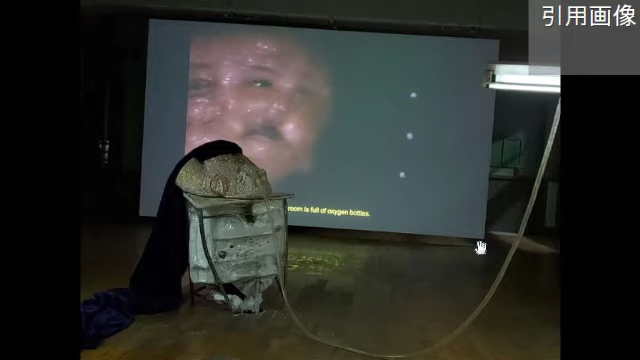 引用画像
room is full of oxygen bottles.